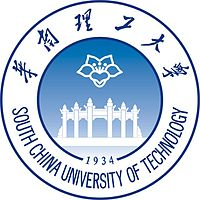 华南理工大学
1934
SOUTH CHINA UNIVERSITY OF TECHNOLOGY